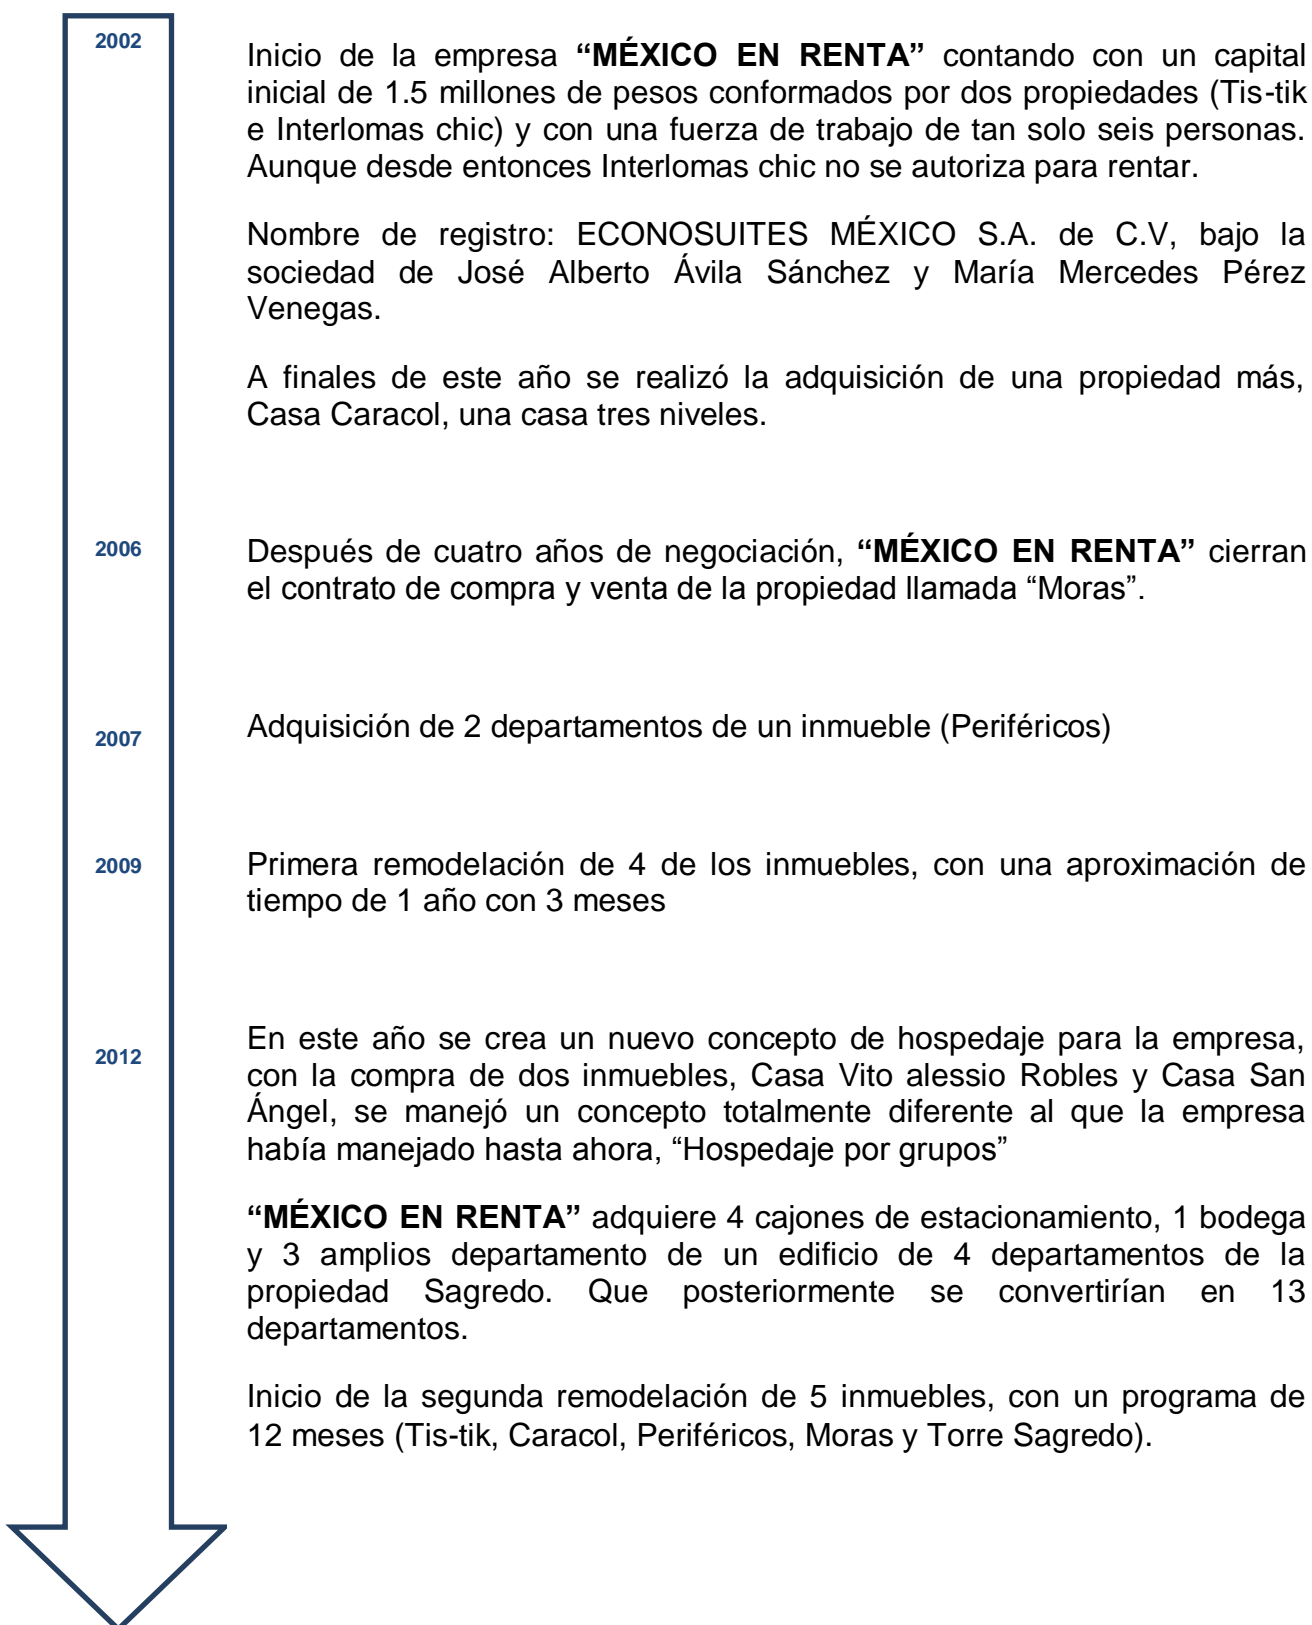 2002
Inicio de la empresa “MÉXICO EN RENTA” contando con un capital
inicial de 1.5 millones de pesos conformados por dos propiedades (Tis-tik
e Interlomas chic) y con una fuerza de trabajo de tan solo seis personas.
Aunque desde entonces Interlomas chic no se autoriza para rentar.
Nombre de registro: ECONOSUITES MÉXICO S.A. de C.V, bajo la
sociedad de José Alberto Ávila Sánchez y María Mercedes Pérez
Venegas.
A finales de este año se realizó la adquisición de una propiedad más,
Casa Caracol, una casa tres niveles.
2006
Después de cuatro años de negociación, “MÉXICO EN RENTA” cierran
el contrato de compra y venta de la propiedad llamada “Moras”.
2007
Adquisición de 2 departamentos de un inmueble (Periféricos)
2009
Primera remodelación de 4 de los inmuebles, con una aproximación de
tiempo de 1 año con 3 meses
2012
En este año se crea un nuevo concepto de hospedaje para la empresa,
con la compra de dos inmuebles, Casa Vito alessio Robles y Casa San
Ángel, se manejó un concepto totalmente diferente al que la empresa
había manejado hasta ahora, “Hospedaje por grupos”
“MÉXICO EN RENTA” adquiere 4 cajones de estacionamiento, 1 bodega
y 3 amplios departamento de un edificio de 4 departamentos de la
propiedad Sagredo. Que posteriormente se convertirían en 13
departamentos.
Inicio de la segunda remodelación de 5 inmuebles, con un programa de
12 meses (Tis-tik, Caracol, Periféricos, Moras y Torre Sagredo).